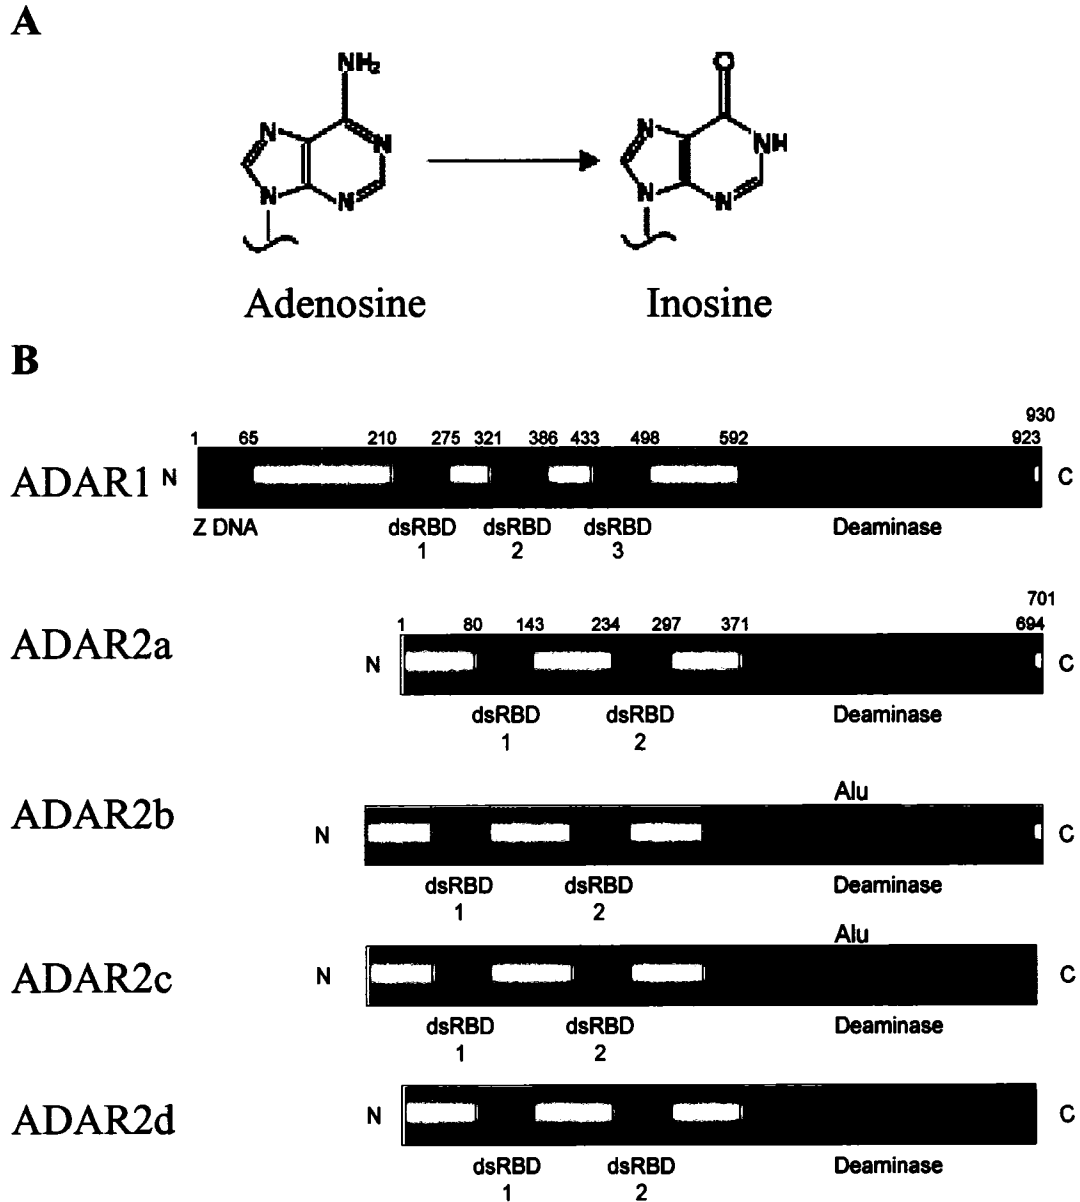 A
NH₂
O
N
N
N
NH
N
N
N
N
Adenosine
Inosine
B
930
1 65 210 275 321 386 433 498 592 923
ADAR1 N C
Z DNA dsRBD dsRBD dsRBD Deaminase
1 2 3
701
1 80 143 234 297 371 694
ADAR2a N C
dsRBD dsRBD Deaminase
1 2
Alu
ADAR2b N C
dsRBD dsRBD Deaminase
1 2
Alu
ADAR2c N C
dsRBD dsRBD Deaminase
1 2
ADAR2d N C
dsRBD dsRBD Deaminase
1 2